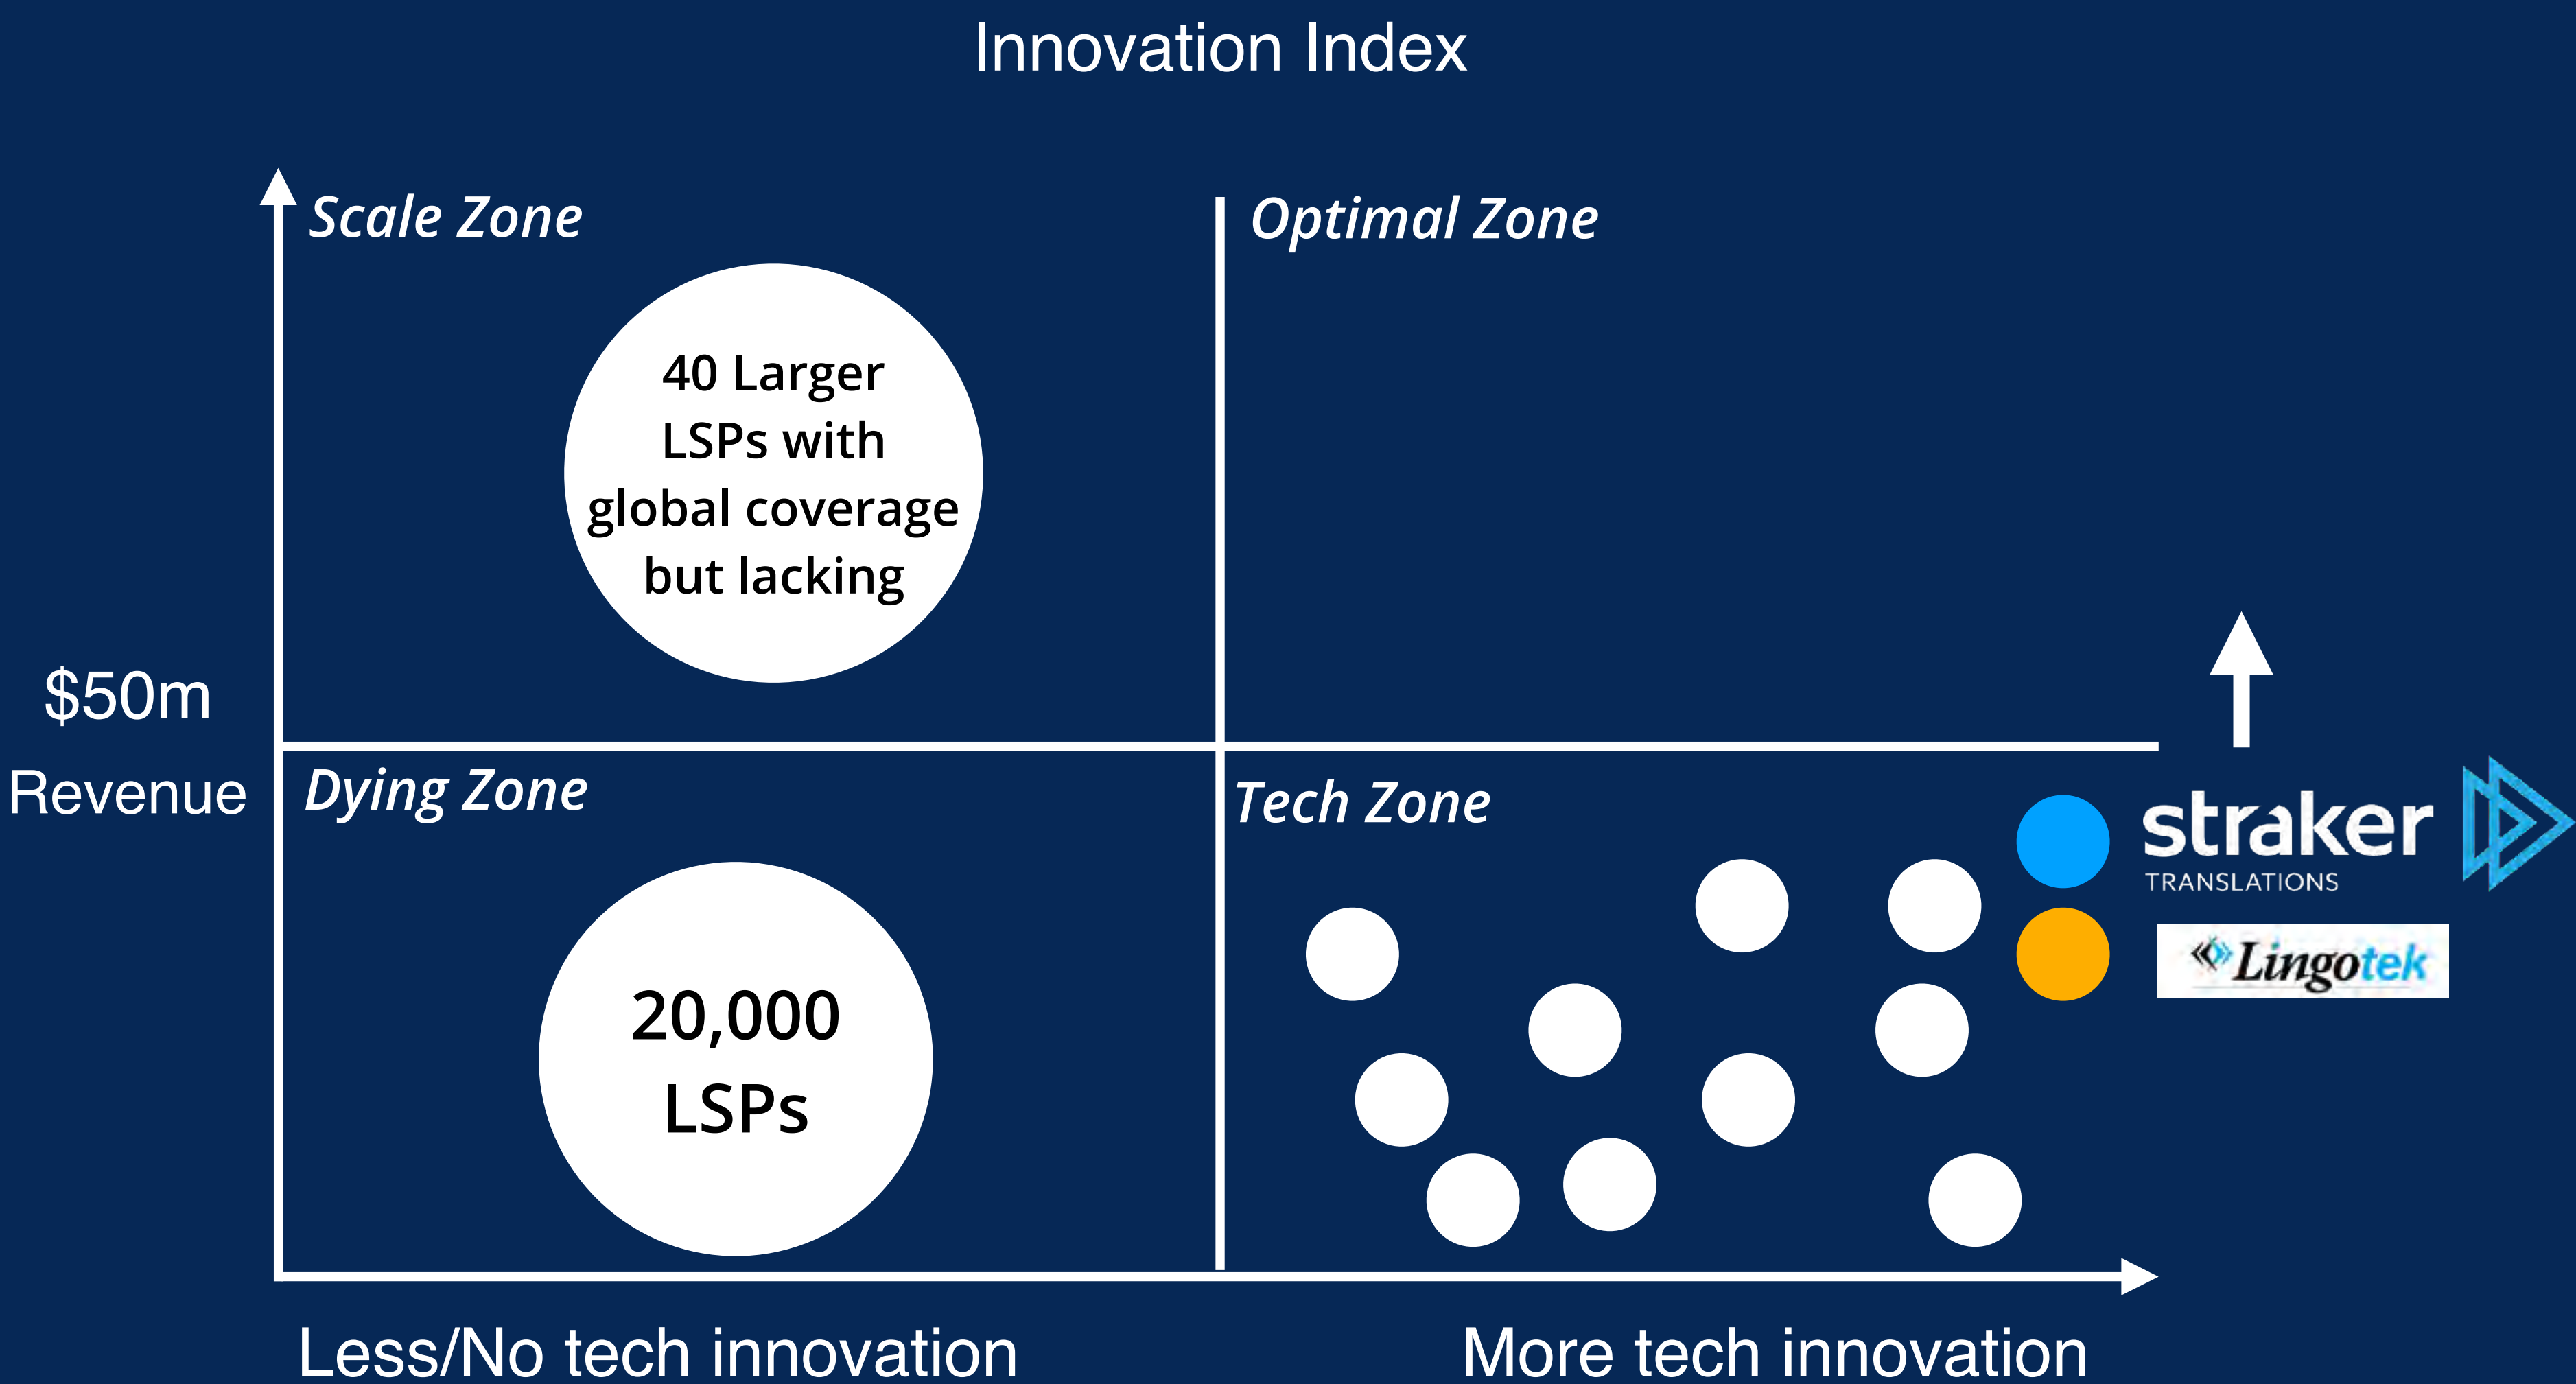 Innovation Index
Scale Zone
Optimal Zone
40 Larger
LSPs with
global coverage
but lacking
$50m
Revenue
Dying Zone
Tech Zone
straker
TRANSLATIONS
Lingotek
20,000
LSPs
Less/No tech innovation
More tech innovation